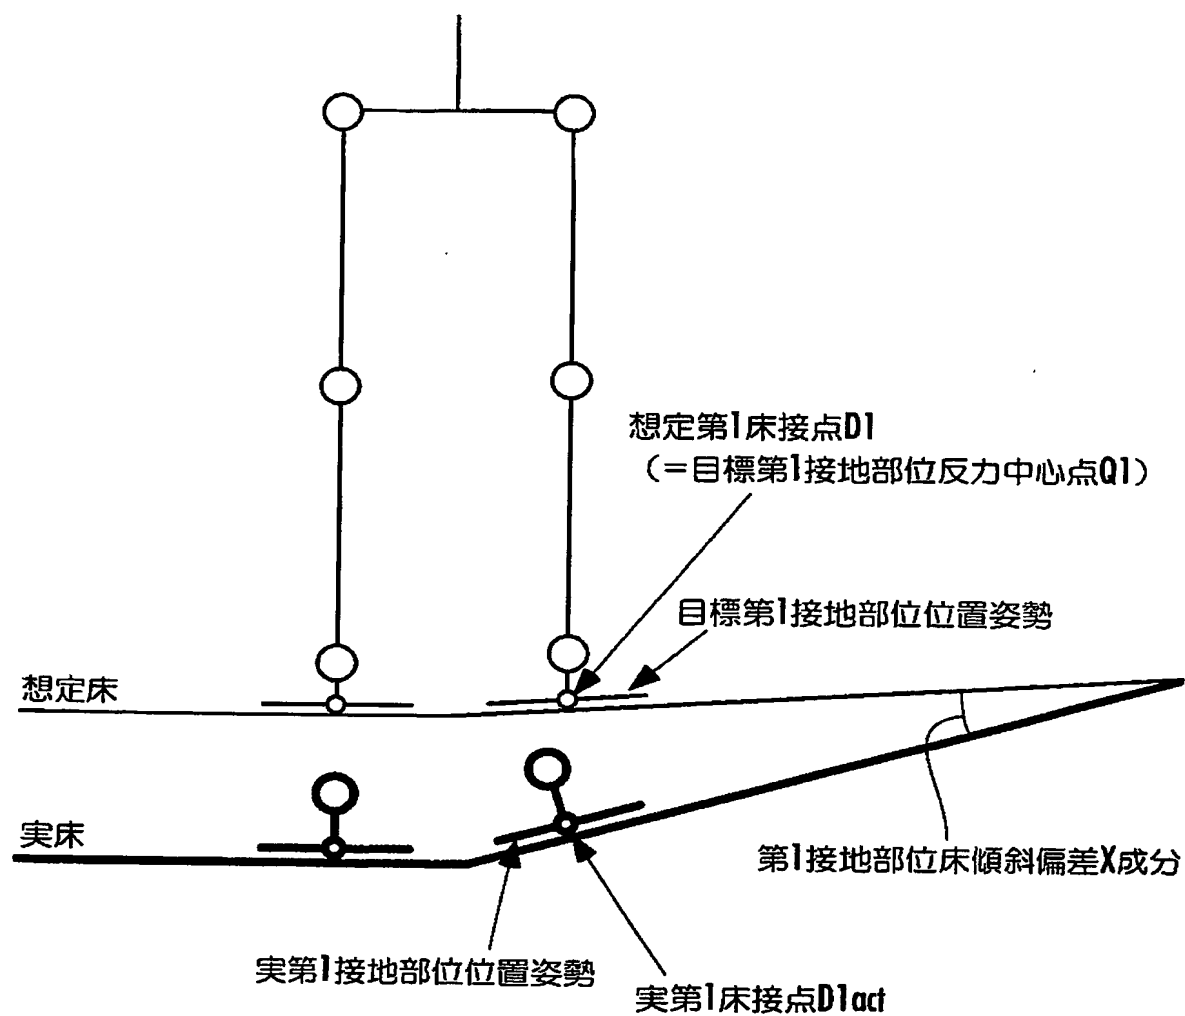 想定第1床接点D1
(=目標第1接地部位反力中心点Q1)
目標第1接地部位位置姿勢
想定床
実床
第1接地部位床傾斜偏差X成分
実第1接地部位位置姿勢
実第1床接点D1act